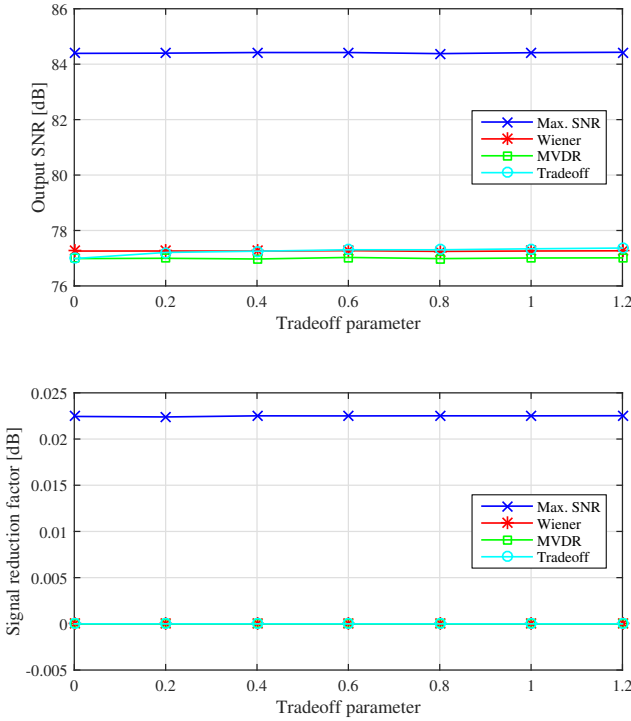 86
84
82
80
78
76
Output SNR [dB]
Max. SNR
Wiener
MVDR
Tradeoff
0 0.2 0.4 0.6 0.8 1 1.2
Tradeoff parameter
0.025
0.02
0.015
0.01
0.005
0
-0.005
Signal reduction factor [dB]
Max. SNR
Wiener
MVDR
Tradeoff
0 0.2 0.4 0.6 0.8 1 1.2
Tradeoff parameter